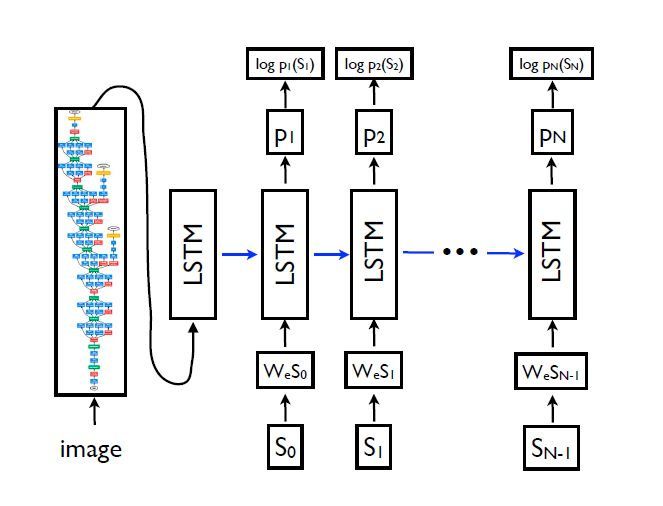 log p1(S1) log p2(S2) log pN(SN)
p1 p2 pN
LSTM LSTM LSTM LSTM
•••
WeS0 WeS1 WeSN-1
image
S0 S1 SN-1